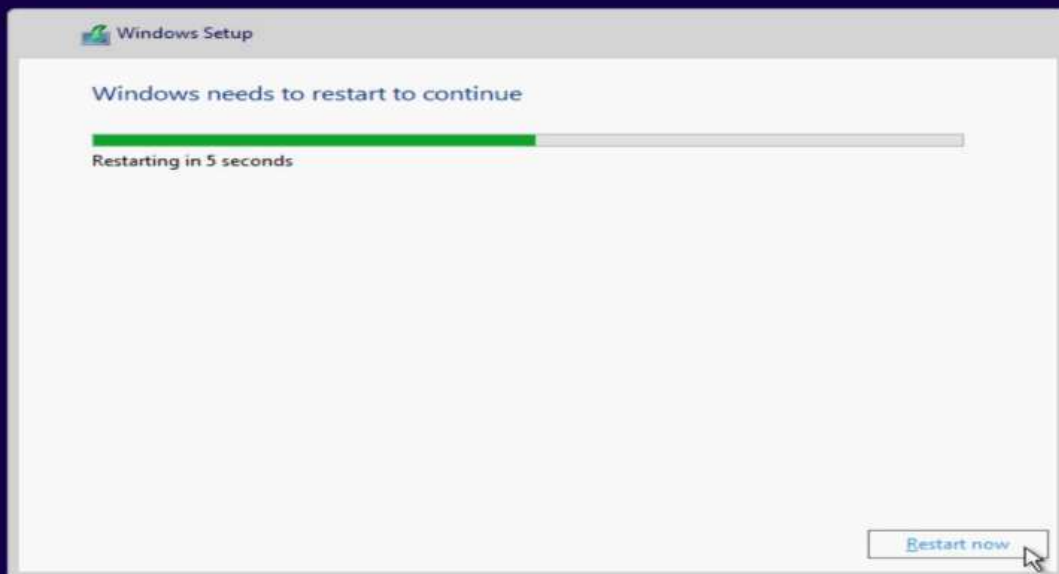 Windows Setup
Windows needs to restart to continue
Restarting in 5 seconds
Restart now